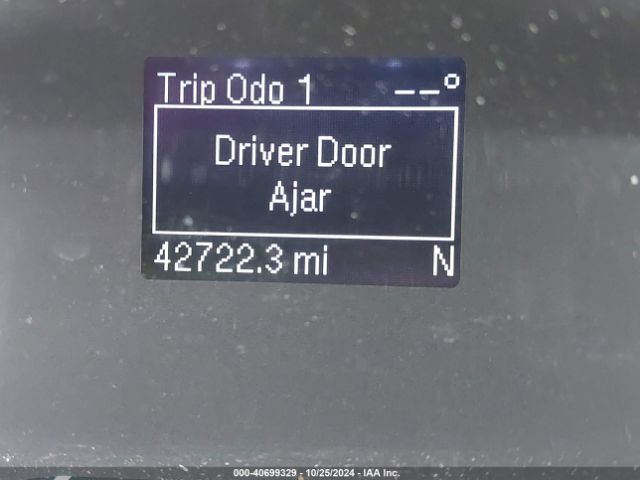 Trip Odo 1 --°
Driver Door
Ajar
42722.3 mi N
000-40699329 - 10/25/2024 - IAA Inc.